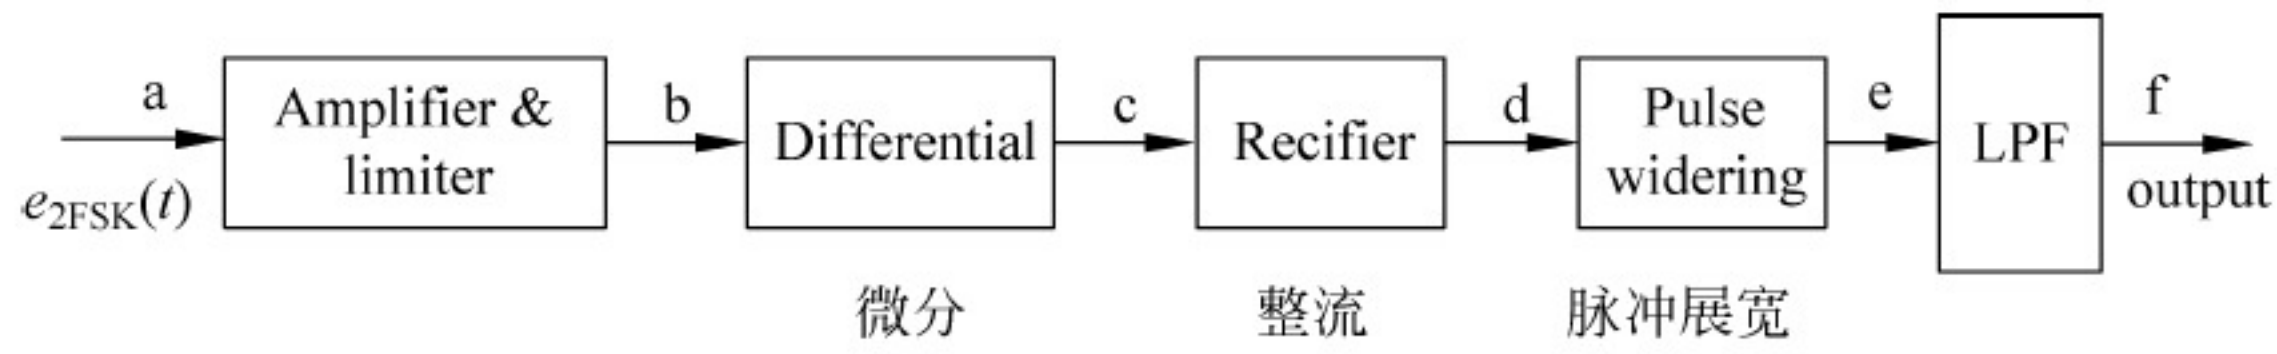 a
e2FSK(t)
Amplifier &
limiter
b
Differential
微分
c
Recifier
整流
d
Pulse
widering
脉冲展宽
e
LPF
f
output